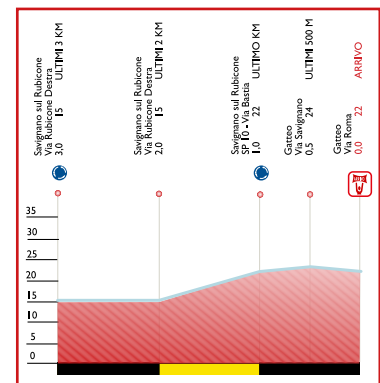 Savignano sul Rubicone
Via Rubicone Destra
3,0 15 ULTIMI 3 KM
Savignano sul Rubicone
Via Rubicone Destra
2,0 15 ULTIMI 2 KM
Savignano sul Rubicone
SP 10 - Via Bastia
1,0 22 ULTIMO KM
Gatteo
Via Savignano
0,5 24 ULTIMI 500 M
Gatteo
Via Roma
0,0 22 ARRIVO
35
30
25
20
15
10
5
0